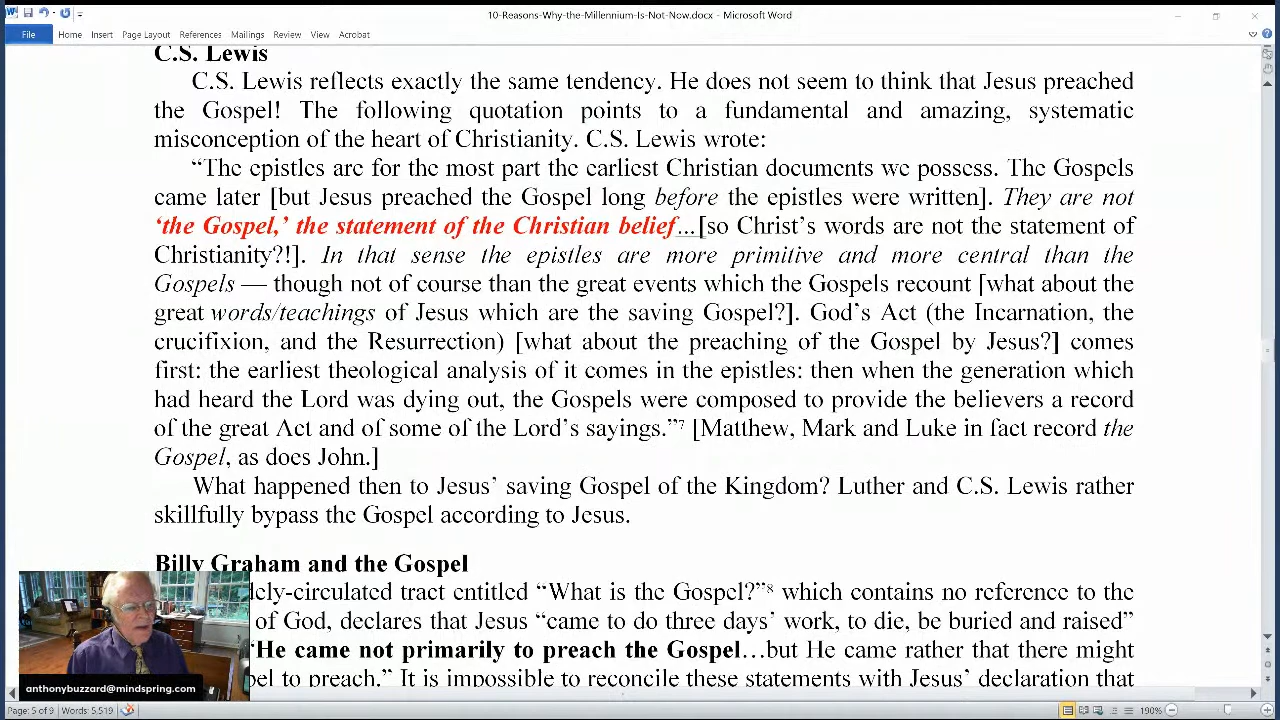 10-Reasons-Why-the-Millennium-Is-Not-Now.docx - Microsoft Word
File Home Insert Page Layout References Mailings Review View Acrobat
C.S. Lewis
C.S. Lewis reflects exactly the same tendency. He does not seem to think that Jesus preached
the Gospel! The following quotation points to a fundamental and amazing, systematic
misconception of the heart of Christianity. C.S. Lewis wrote:
“The epistles are for the most part the earliest Christian documents we possess. The Gospels
came later [but Jesus preached the Gospel long before the epistles were written]. They are not
‘the Gospel,’ the statement of the Christian belief...[so Christ’s words are not the statement of
Christianity?!]. In that sense the epistles are more primitive and more central than the
Gospels — though not of course than the great events which the Gospels recount [what about the
great words/teachings of Jesus which are the saving Gospel?]. God’s Act (the Incarnation, the
crucifixion, and the Resurrection) [what about the preaching of the Gospel by Jesus?] comes
first: the earliest theological analysis of it comes in the epistles: then when the generation which
had heard the Lord was dying out, the Gospels were composed to provide the believers a record
of the great Act and of some of the Lord’s sayings.”7 [Matthew, Mark and Luke in fact record the
Gospel, as does John.]
What happened then to Jesus’ saving Gospel of the Kingdom? Luther and C.S. Lewis rather
skillfully bypass the Gospel according to Jesus.
Billy Graham and the Gospel
ely-circulated tract entitled “What is the Gospel?”8 which contains no reference to the
of God, declares that Jesus “came to do three days’ work, to die, be buried and raised”
“He came not primarily to preach the Gospel…but He came rather that there might
pel to preach.” It is impossible to reconcile these statements with Jesus’ declaration that
anthonybuzzard@mindspring.com
Page: 5 of 9 Words: 5,519 190%